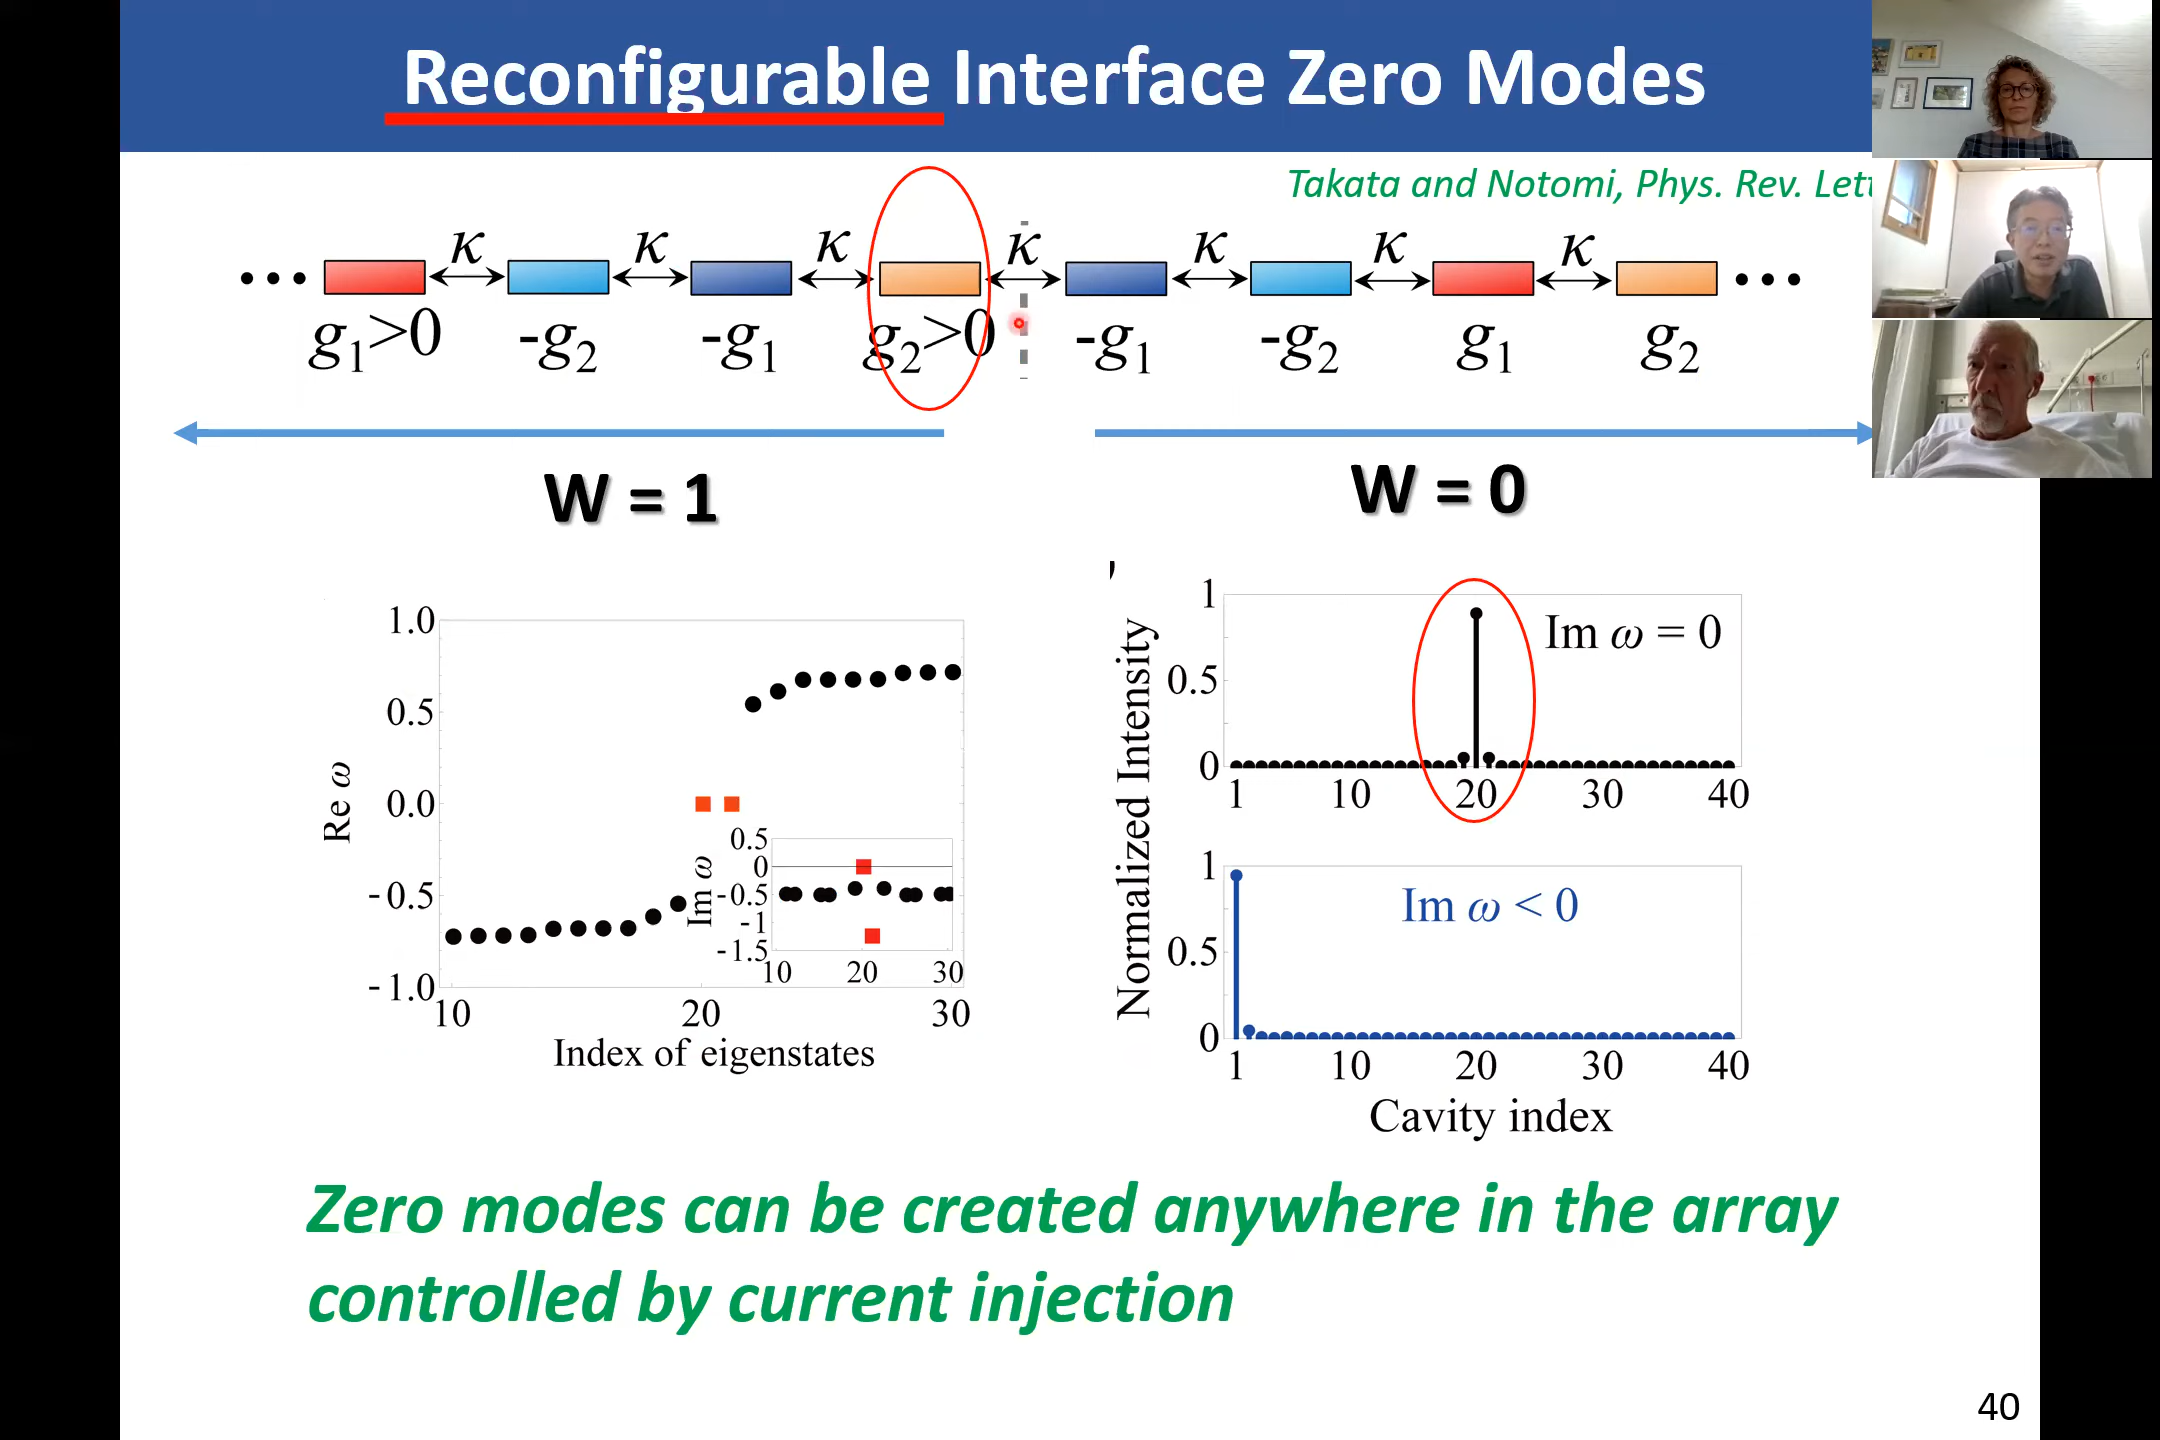 Reconfigurable Interface Zero Modes
Takata and Notomi, Phys. Rev. Lett
κ κ κ κ κ κ κ
g1>0 -g2 -g1 g2>0 -g1 -g2 g1 g2
W = 1
W = 0
1.0
0.5
0.0
-0.5
-1.0
Re ω
10 20 30
Index of eigenstates
0.5
0
-0.5
-1
-1.5
Im ω
10 20 30
Normalized Intensity
1
0.5
0
Im ω = 0
1 10 20 30 40
1
0.5
0
Im ω < 0
1 10 20 30 40
Cavity index
Zero modes can be created anywhere in the array
controlled by current injection
40